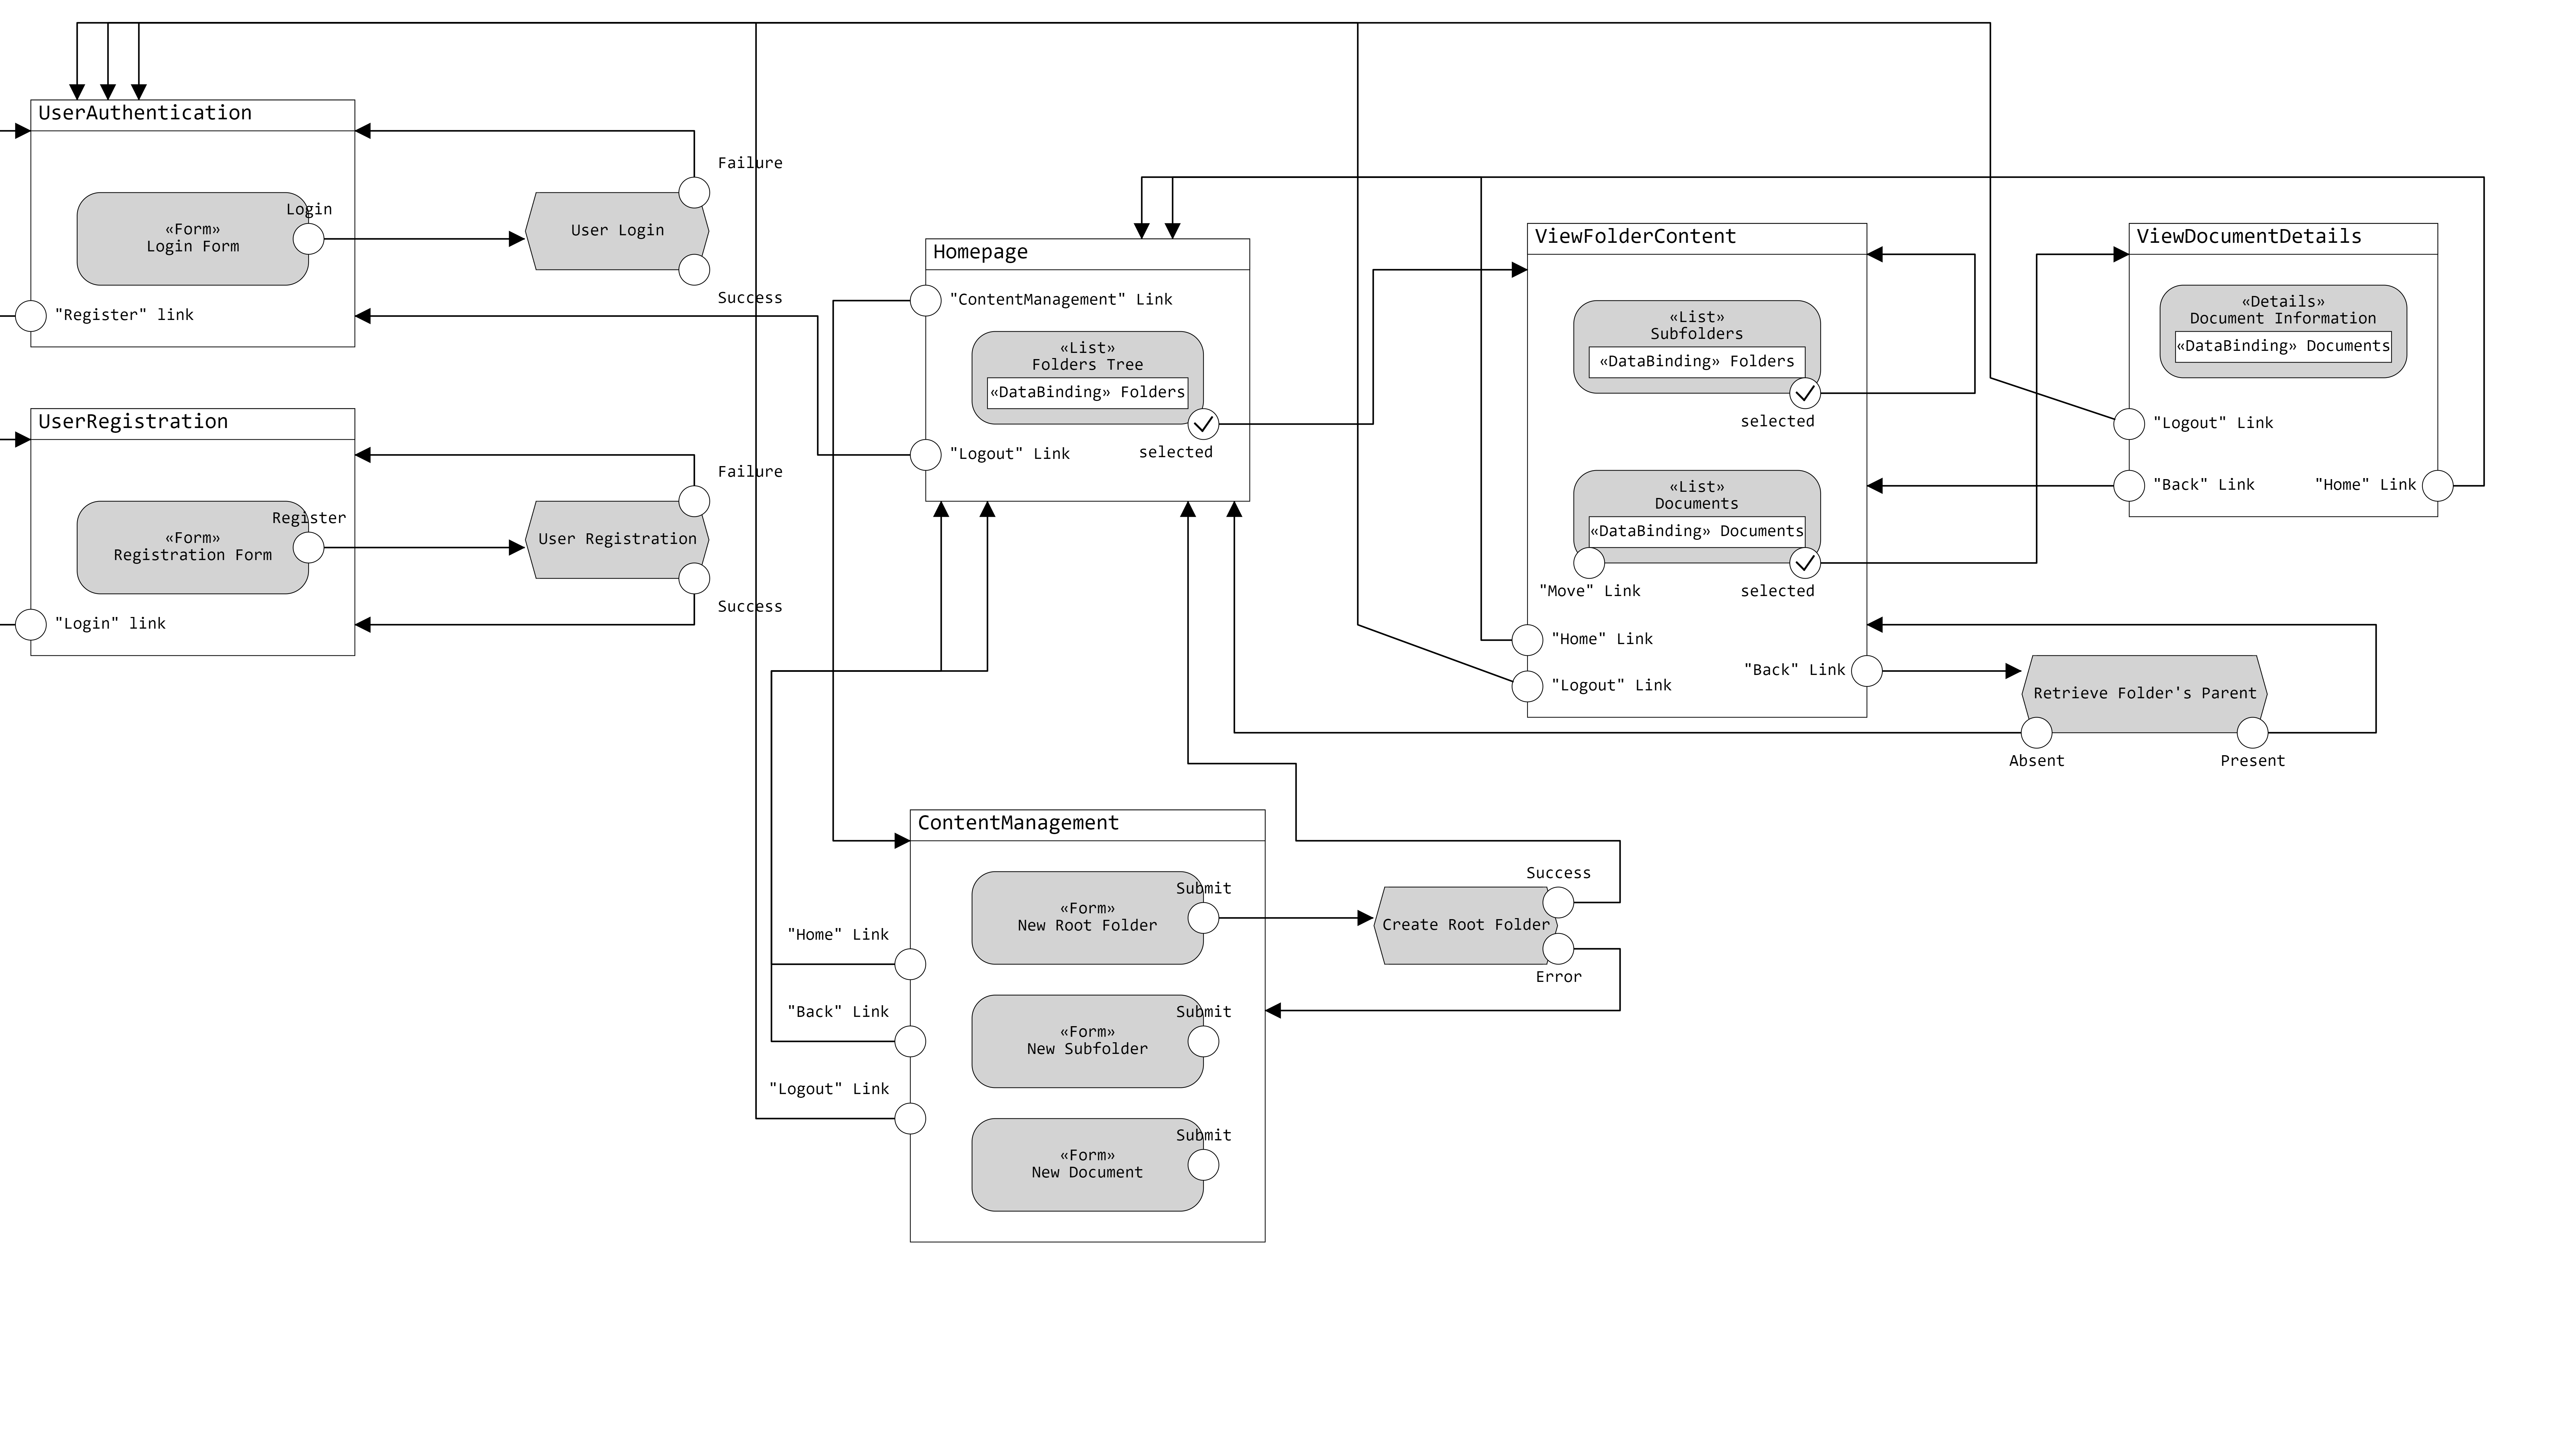 UserAuthentication
Failure
Login
«Form»
Login Form
User Login
"Register" link
Success
UserRegistration
Failure
Register
«Form»
Registration Form
User Registration
Success
"Login" link
Homepage
"ContentManagement" Link
«List»
Folders Tree
«DataBinding» Folders
selected
"Logout" Link
ViewFolderContent
«List»
Subfolders
«DataBinding» Folders
selected
«List»
Documents
«DataBinding» Documents
"Move" Link
selected
"Home" Link
"Back" Link
"Logout" Link
ViewDocumentDetails
«Details»
Document Information
«DataBinding» Documents
"Logout" Link
"Back" Link
"Home" Link
Retrieve Folder's Parent
Absent
Present
ContentManagement
Submit
«Form»
New Root Folder
"Home" Link
Success
Create Root Folder
Error
"Back" Link
Submit
«Form»
New Subfolder
"Logout" Link
Submit
«Form»
New Document